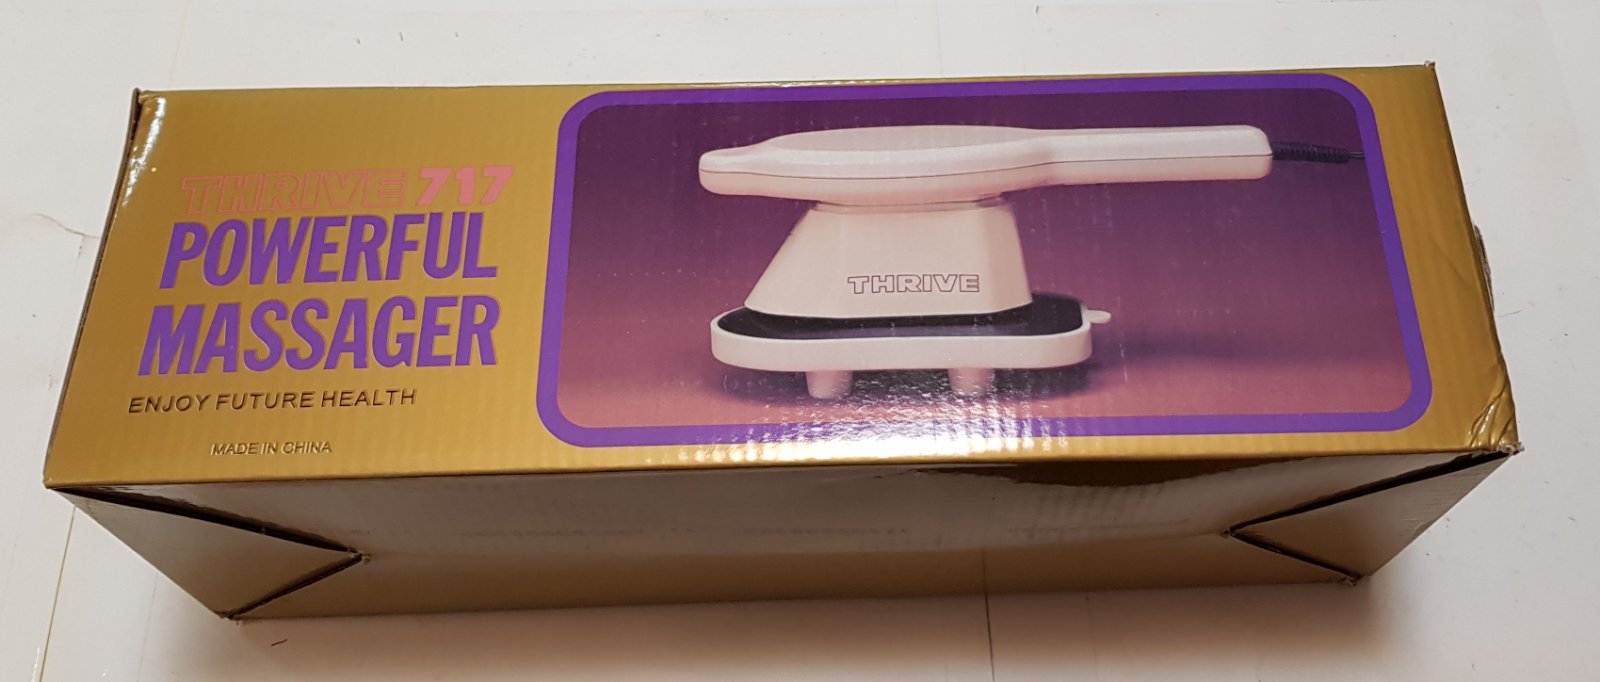 THRIVE 717
POWERFUL
MASSAGER
ENJOY FUTURE HEALTH
MADE IN CHINA
THRIVE